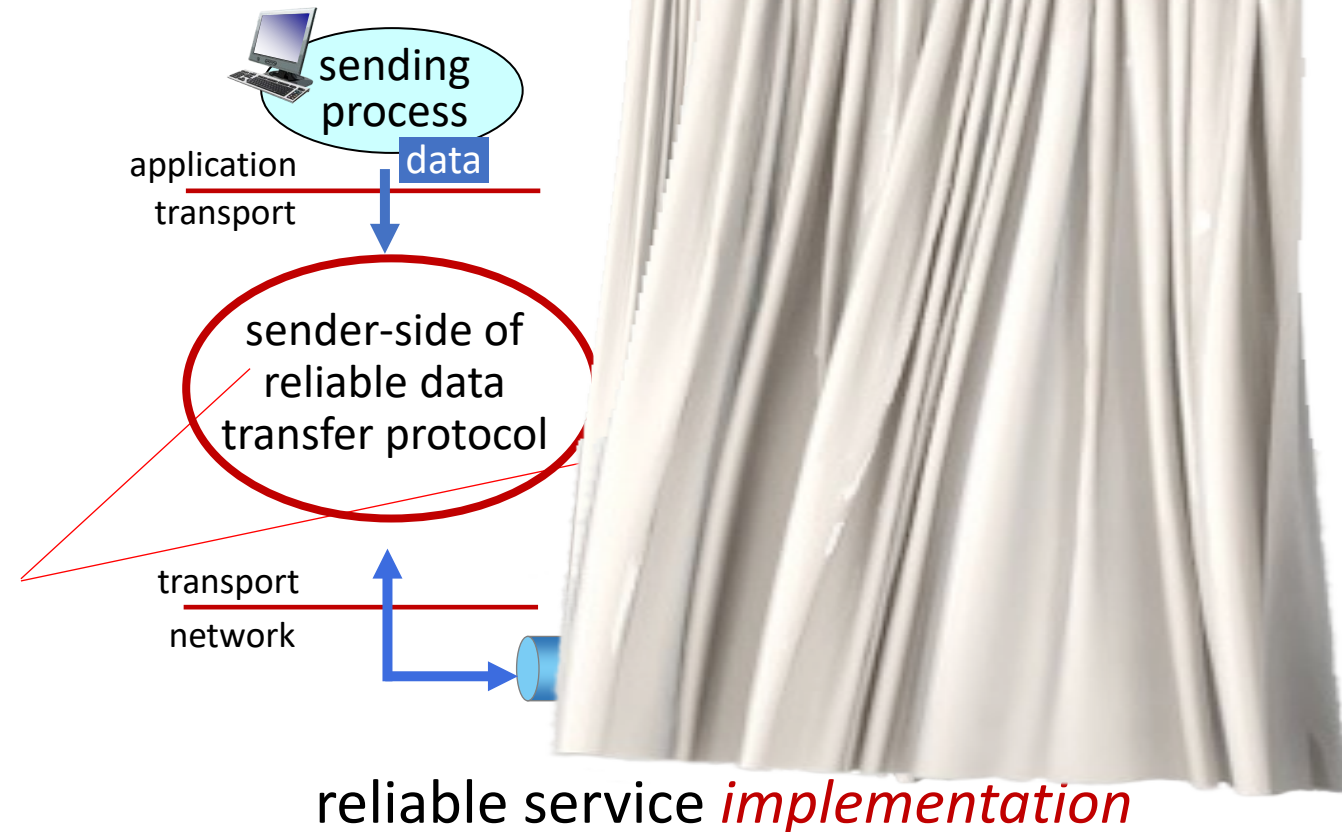 sending
process
data
application
transport
sender-side of
reliable data
transfer protocol
transport
network
reliable service implementation